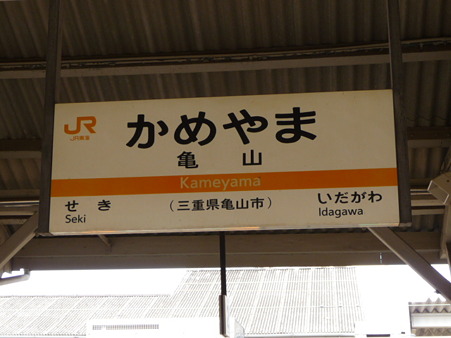 JR
JR東海
かめやま
亀山
Kameyama
せき
Seki
（三重県亀山市）
いだがわ
Idagawa